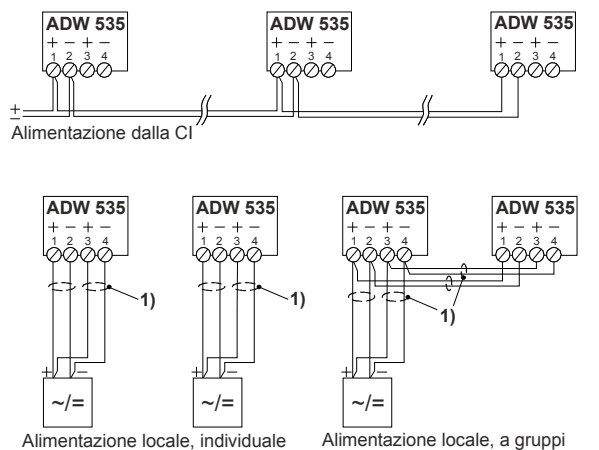 ADW 535 ADW 535 ADW 535
+ − + − + − + − + − + −
1 2 3 4 1 2 3 4 1 2 3 4
±
Alimentazione dalla CI
ADW 535 ADW 535 ADW 535 ADW 535
+ − + − + − + − + − + − + − + −
1 2 3 4 1 2 3 4 1 2 3 4 1 2 3 4
1) 1) 1)
+ − + − + −
~/= ~/= ~/=
Alimentazione locale, individuale Alimentazione locale, a gruppi